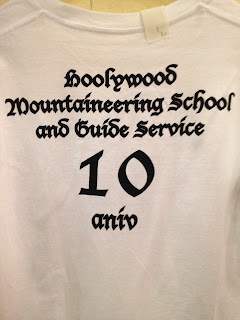 Hoolywood
Mountaineering School
and Guide Service
10
aniv